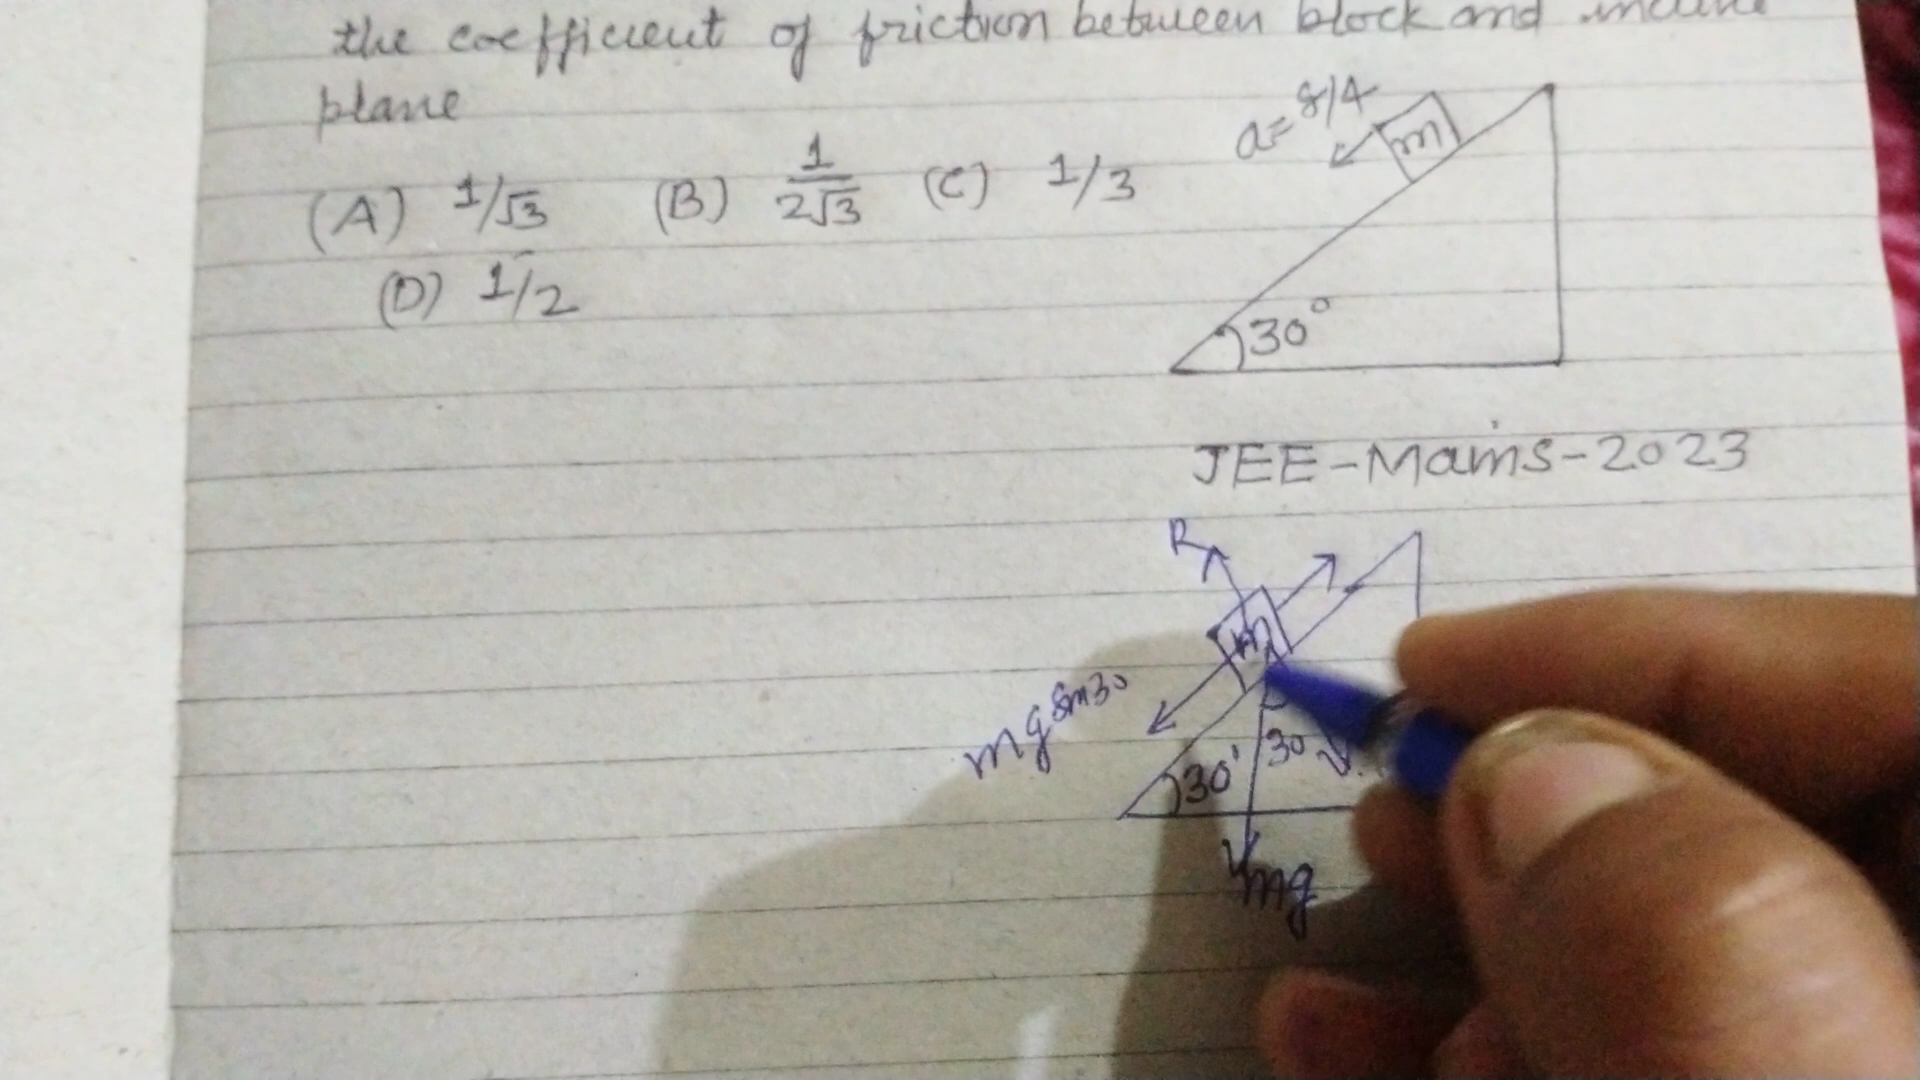 the coefficient of friction between block and incline
plane
(A) 1/√3 (B) 1/2√3 (C) 1/3
(D) 1/2
a= g/4
m
30°
JEE-Mains-2023
R
m
mg sin30
30°
30
mg